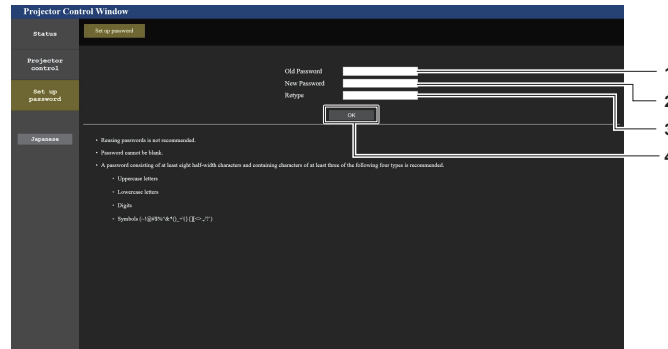 Projector Control Window
Status
Set up password
Projector
control
Set up
password
Japanese
Old Password
New Password
Retype
OK
1
2
3
4
• Reusing passwords is not recommended.
• Password cannot be blank.
• A password consisting of at least eight half-width characters and containing characters of at least three of the following four types is recommended.
• Uppercase letters
• Lowercase letters
• Digits